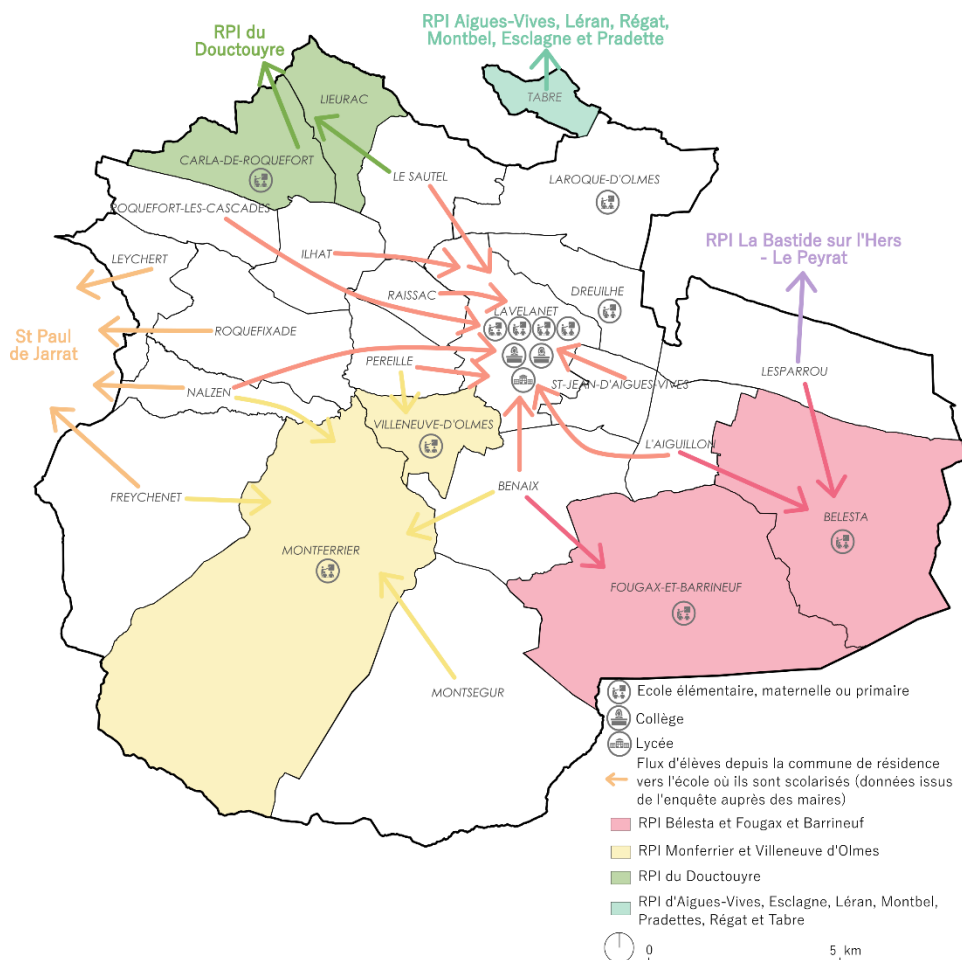 RPI Aigues-Vives, Léran, Régat,
Montbel, Esclagne et Pradette
RPI du
Douctouyre
LIEURAC
TABRE
CARLA-DE-ROQUEFORT
LE SAUTEL
LAROQUE-D'OLMES
ROQUEFORT-LES-CASCADES
RPI La Bastide sur l'Hers
- Le Peyrat
LEYCHERT
ILHAT
RAISSAC
DREUILHE
LAVELANET
St Paul
de Jarrat
ROQUEFIXADE
PEREILLE
LESPARROU
ST-JEAN-D'AIGUES-VIVES
NALZEN
VILLENEUVE-D'OLMES
L'AIGUILLON
FREYCHENET
BENAIX
BELESTA
MONTFERRIER
FOUGAX-ET-BARRINEUF
MONTSEGUR
Ecole élémentaire, maternelle ou primaire
Collège
Lycée
Flux d'élèves depuis la commune de résidence
vers l'école où ils sont scolarisés (données issus
de l'enquête auprès des maires)
RPI Bélesta et Fougax et Barrineuf
RPI Monferrier et Villeneuve d'Olmes
RPI du Douctouyre
RPI d'Aigues-Vives, Esclagne, Léran, Montbel,
Pradettes, Régat et Tabre
0 5 km